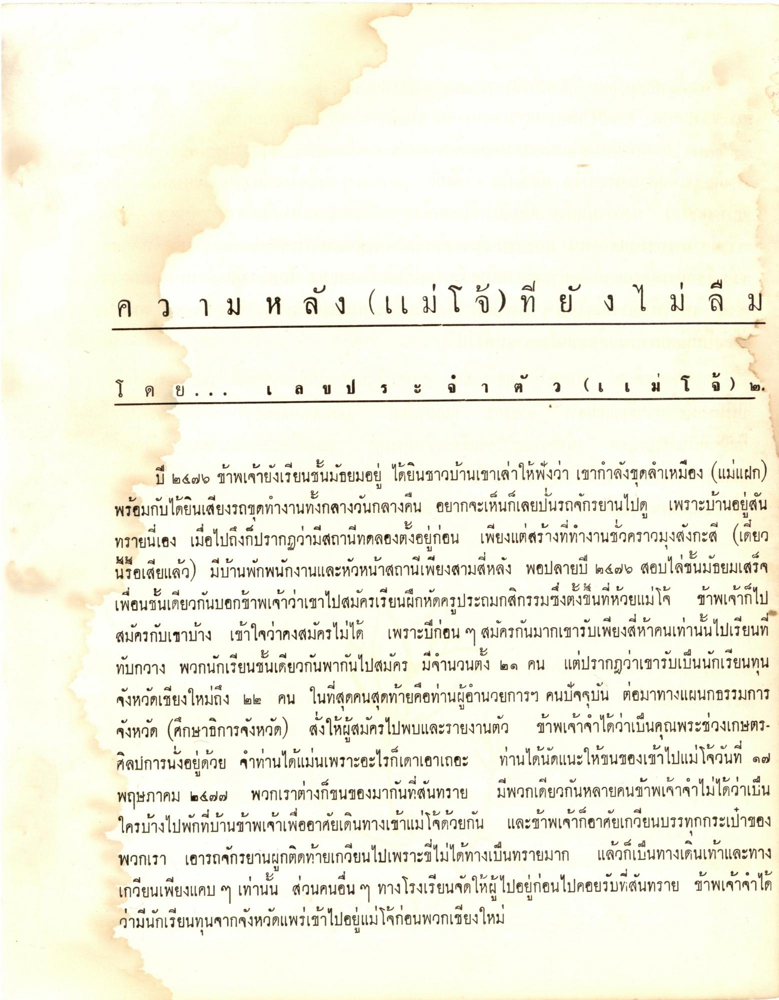 ความหลัง(แม่โจ้)ที่ยังไม่ลืม
โดย... เลขประจำตัว(แม่โจ้)๒.
ปี ๒๔๗๖ ข้าพเจ้ายังเรียนชั้นมัธยมอยู่ ได้ยินชาวบ้านเขาเล่าให้ฟังว่า เขากำลังขุดลำเหมือง (แม่แฝก)
พร้อมกับได้ยินเสียงรถขุดทำงานทั้งกลางวันกลางคืน อยากจะเห็นก็เลยปั่นรถจักรยานไปดู เพราะบ้านอยู่สัน
ทรายนี่เอง เมื่อไปถึงก็ปรากฏว่ามีสถานีทดลองตั้งอยู่ก่อน เพียงแต่สร้างที่ทำงานชั่วคราวมุงสังกะสี (เดี๋ยว
นี้รื้อเสียแล้ว) มีบ้านพักพนักงานและหัวหน้าสถานีเพียงสามสี่หลัง พอปลายปี ๒๔๗๖ สอบไล่ชั้นมัธยมเสร็จ
เพื่อนชั้นเดียวกันบอกข้าพเจ้าว่าเขาไปสมัครเรียนฝึกหัดครูประถมกสิกรรมซึ่งตั้งขึ้นที่ห้วยแม่โจ้ ข้าพเจ้าก็ไป
สมัครกับเขาบ้าง เข้าใจว่าคงสมัครไม่ได้ เพราะปีก่อน ๆ สมัครกันมากเขารับเพียงสี่ห้าคนเท่านั้นไปเรียนที่
ทับกวาง พวกนักเรียนชั้นเดียวกันพากันไปสมัคร มีจำนวนตั้ง ๒๑ คน แต่ปรากฏว่าเขารับเป็นนักเรียนทุน
จังหวัดเชียงใหม่ถึง ๒๒ คน ในที่สุดคนสุดท้ายคือท่านผู้อำนวยการฯ คนปัจจุบัน ต่อมาทางแผนกธรรมการ
จังหวัด (ศึกษาธิการจังหวัด) สั่งให้ผู้สมัครไปพบและรายงานตัว ข้าพเจ้าจำได้ว่าเป็นคุณพระช่วงเกษตร-
ศิลปการนั่งอยู่ด้วย จำท่านได้แม่นเพราะอะไรก็เดาเอาเถอะ ท่านได้นัดแนะให้ขนของเข้าไปแม่โจ้วันที่ ๑๗
พฤษภาคม ๒๔๗๗ พวกเราต่างก็ขนของมากันที่สันทราย มีพวกเดียวกันหลายคนข้าพเจ้าจำไม่ได้ว่าเป็น
ใครบ้างไปพักที่บ้านข้าพเจ้าเพื่ออาศัยเดินทางเข้าแม่โจ้ด้วยกัน และข้าพเจ้าก็อาศัยเกวียนบรรทุกกระเป๋าของ
พวกเรา เอารถจักรยานผูกติดท้ายเกวียนไปเพราะขี่ไม่ได้ทางเป็นทรายมาก แล้วก็เป็นทางเดินเท้าและทาง
เกวียนเพียงแคบ ๆ เท่านั้น ส่วนคนอื่น ๆ ทางโรงเรียนจัดให้ผู้ไปอยู่ก่อนไปคอยรับที่สันทราย ข้าพเจ้าจำได้
ว่ามีนักเรียนทุนจากจังหวัดแพร่เข้าไปอยู่แม่โจ้ก่อนพวกเชียงใหม่